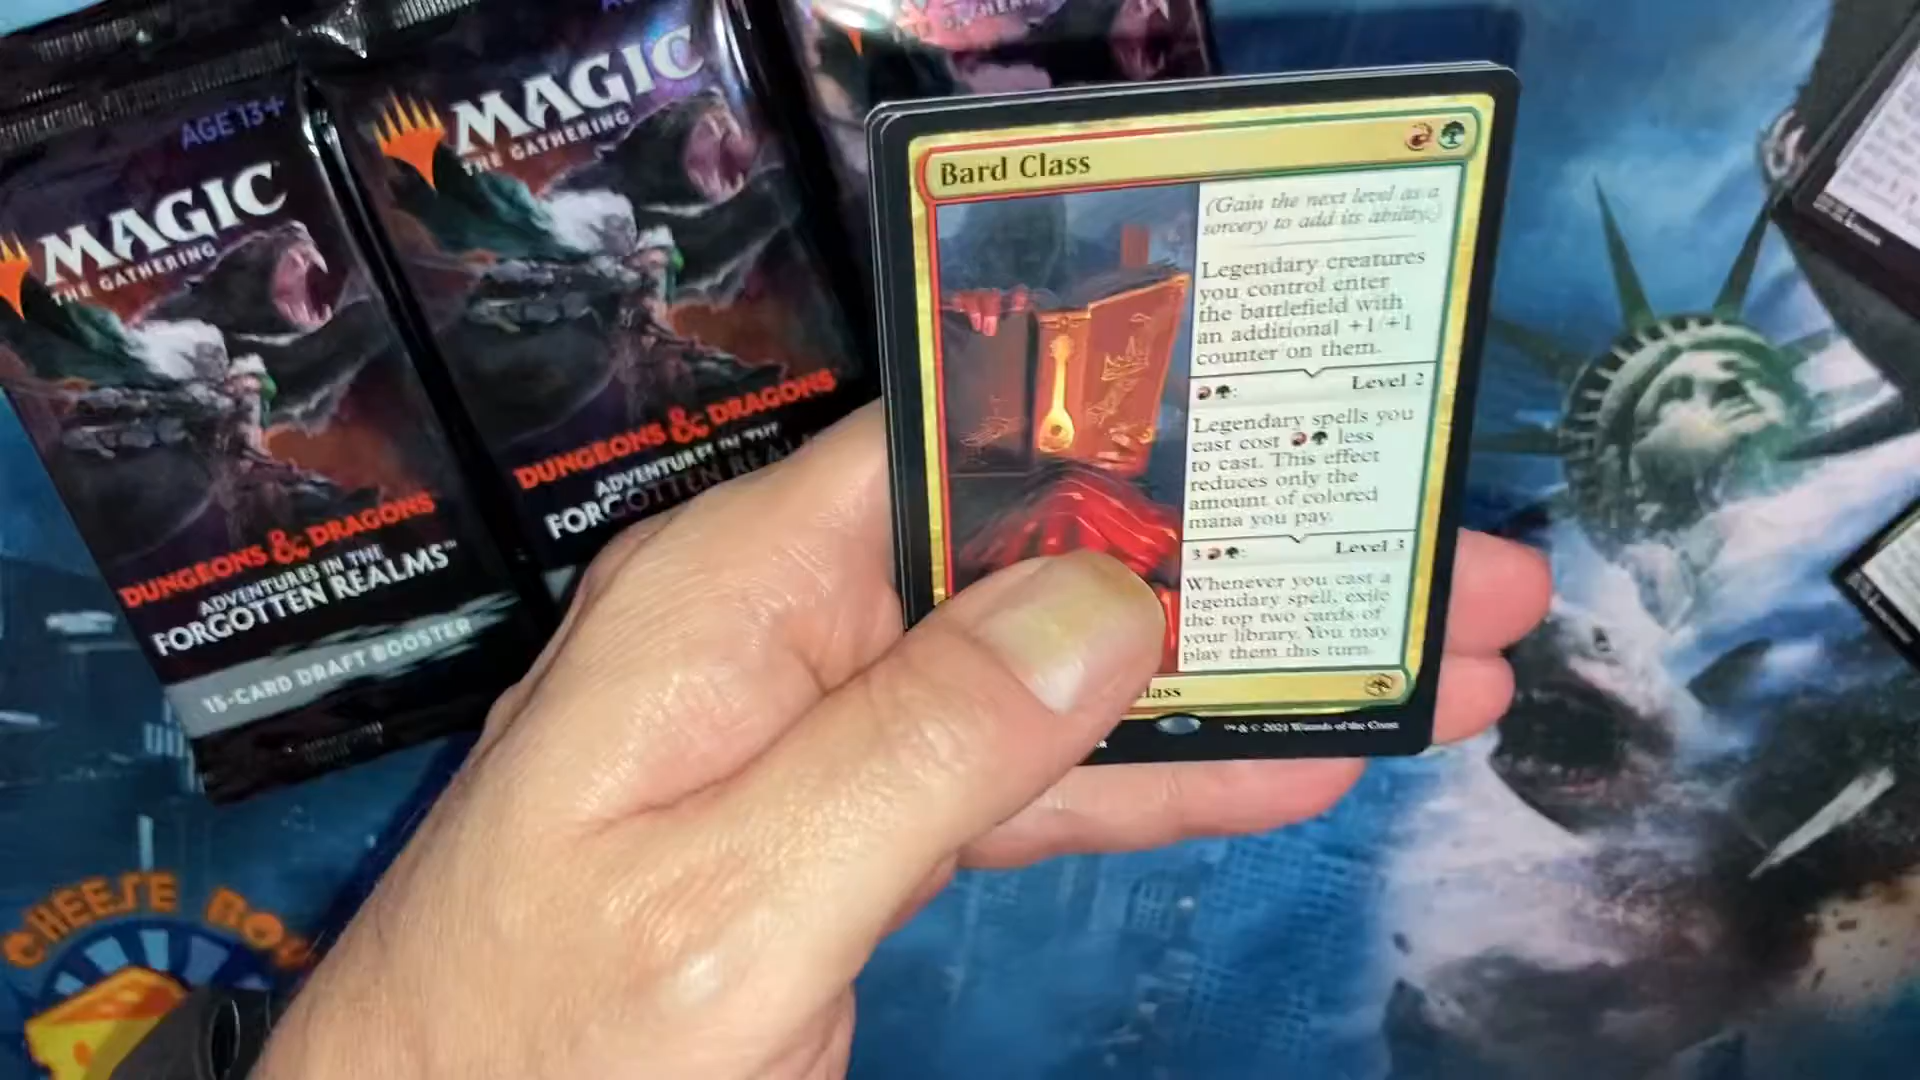 AGE 13+
MAGIC
THE GATHERING
DUNGEONS & DRAGONS
ADVENTURES IN THE
FORGOTTEN REALMS™
15-CARD DRAFT BOOSTER
MAGIC
THE GATHERING
DUNGEONS & DRAGONS
ADVENTURES IN THE
FORGOTTEN REALMS
Bard Class
(Gain the next level as a
sorcery to add its ability.)
Legendary creatures
you control enter
the battlefield with
an additional +1/+1
counter on them.
Level 2
Legendary spells you
cast cost less
to cast. This effect
reduces only the
amount of colored
mana you pay.
3 : Level 3
Whenever you cast a
legendary spell, exile
the top two cards of
your library. You may
play them this turn.
lass
™ & © 2021 Wizards of the Coast
CHEESE